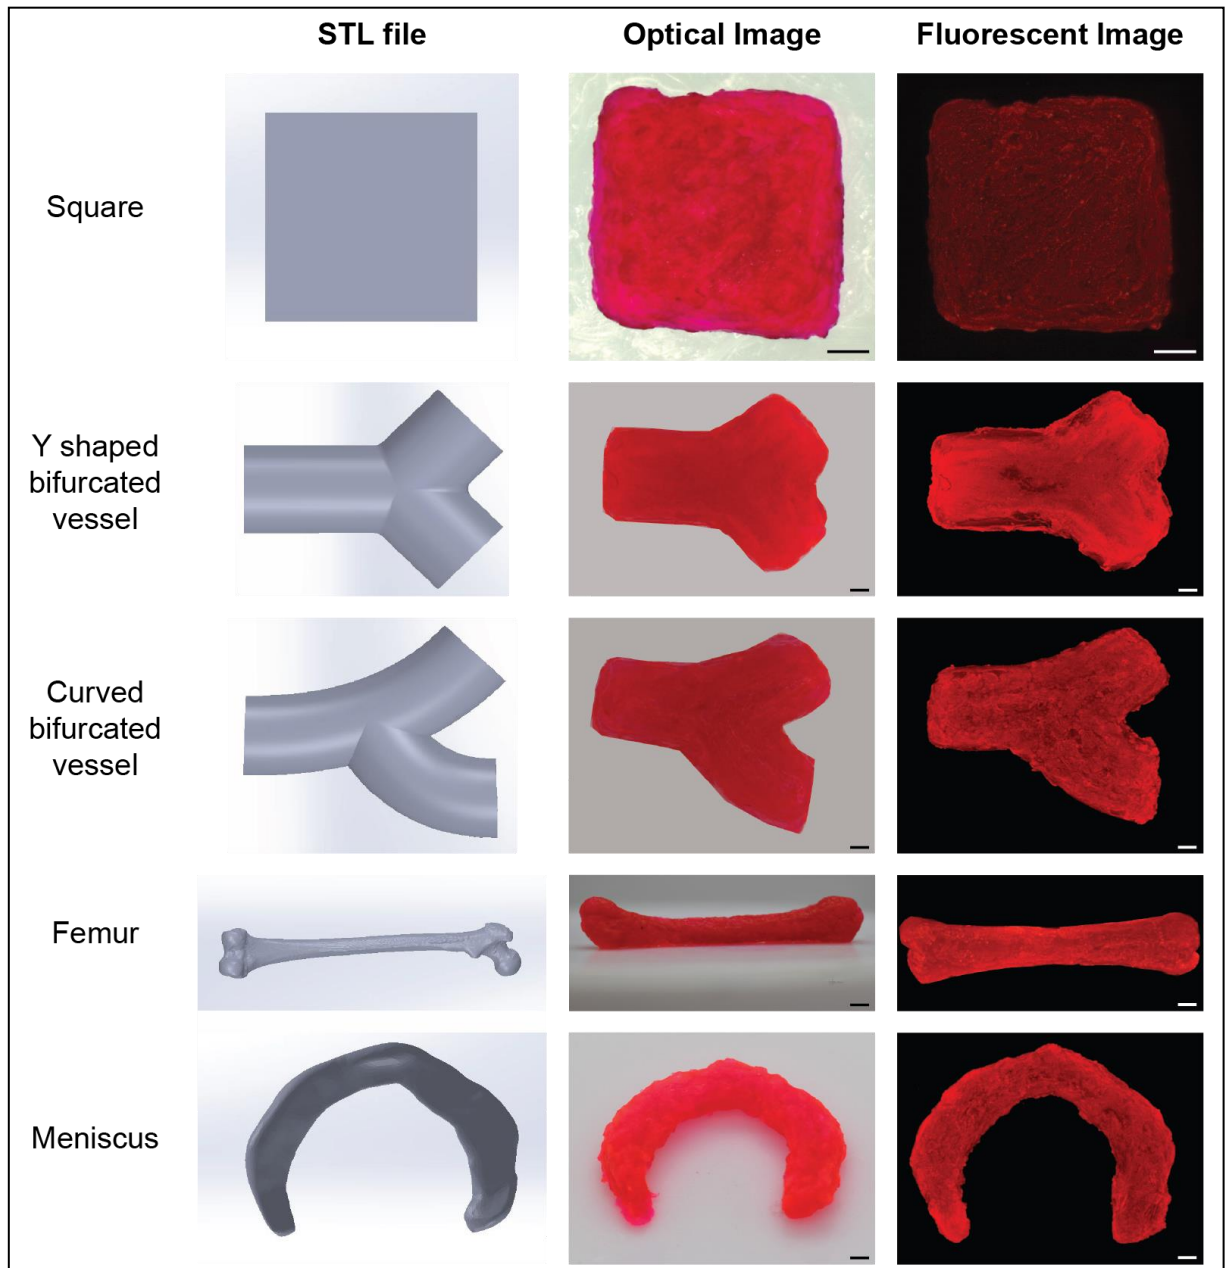 STL file
Optical Image
Fluorescent Image
Square
Y shaped
bifurcated
vessel
Curved
bifurcated
vessel
Femur
Meniscus